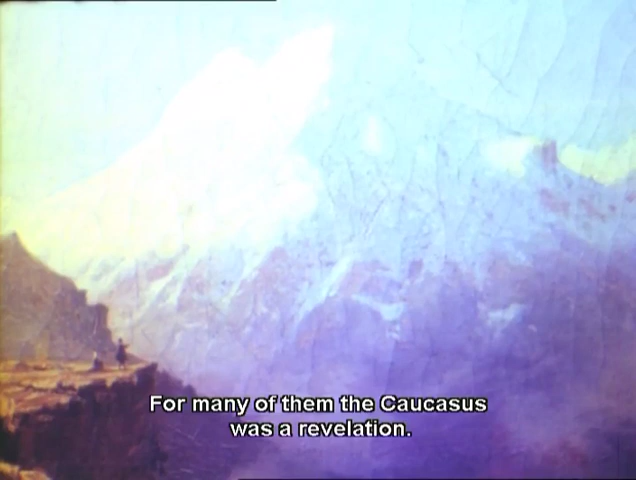 For many of them the Caucasus
was a revelation.